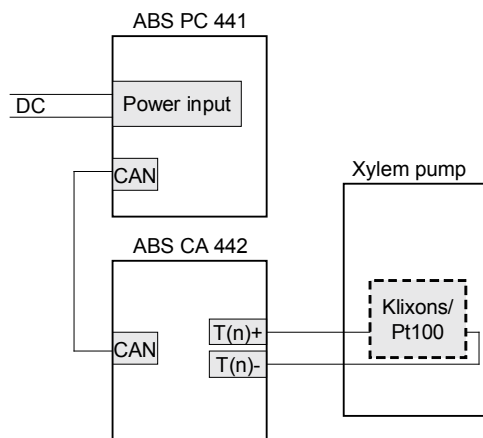 ABS PC 441
Power input
DC
CAN
Xylem pump
ABS CA 442
Klixons/
Pt100
T(n)+
CAN
T(n)-